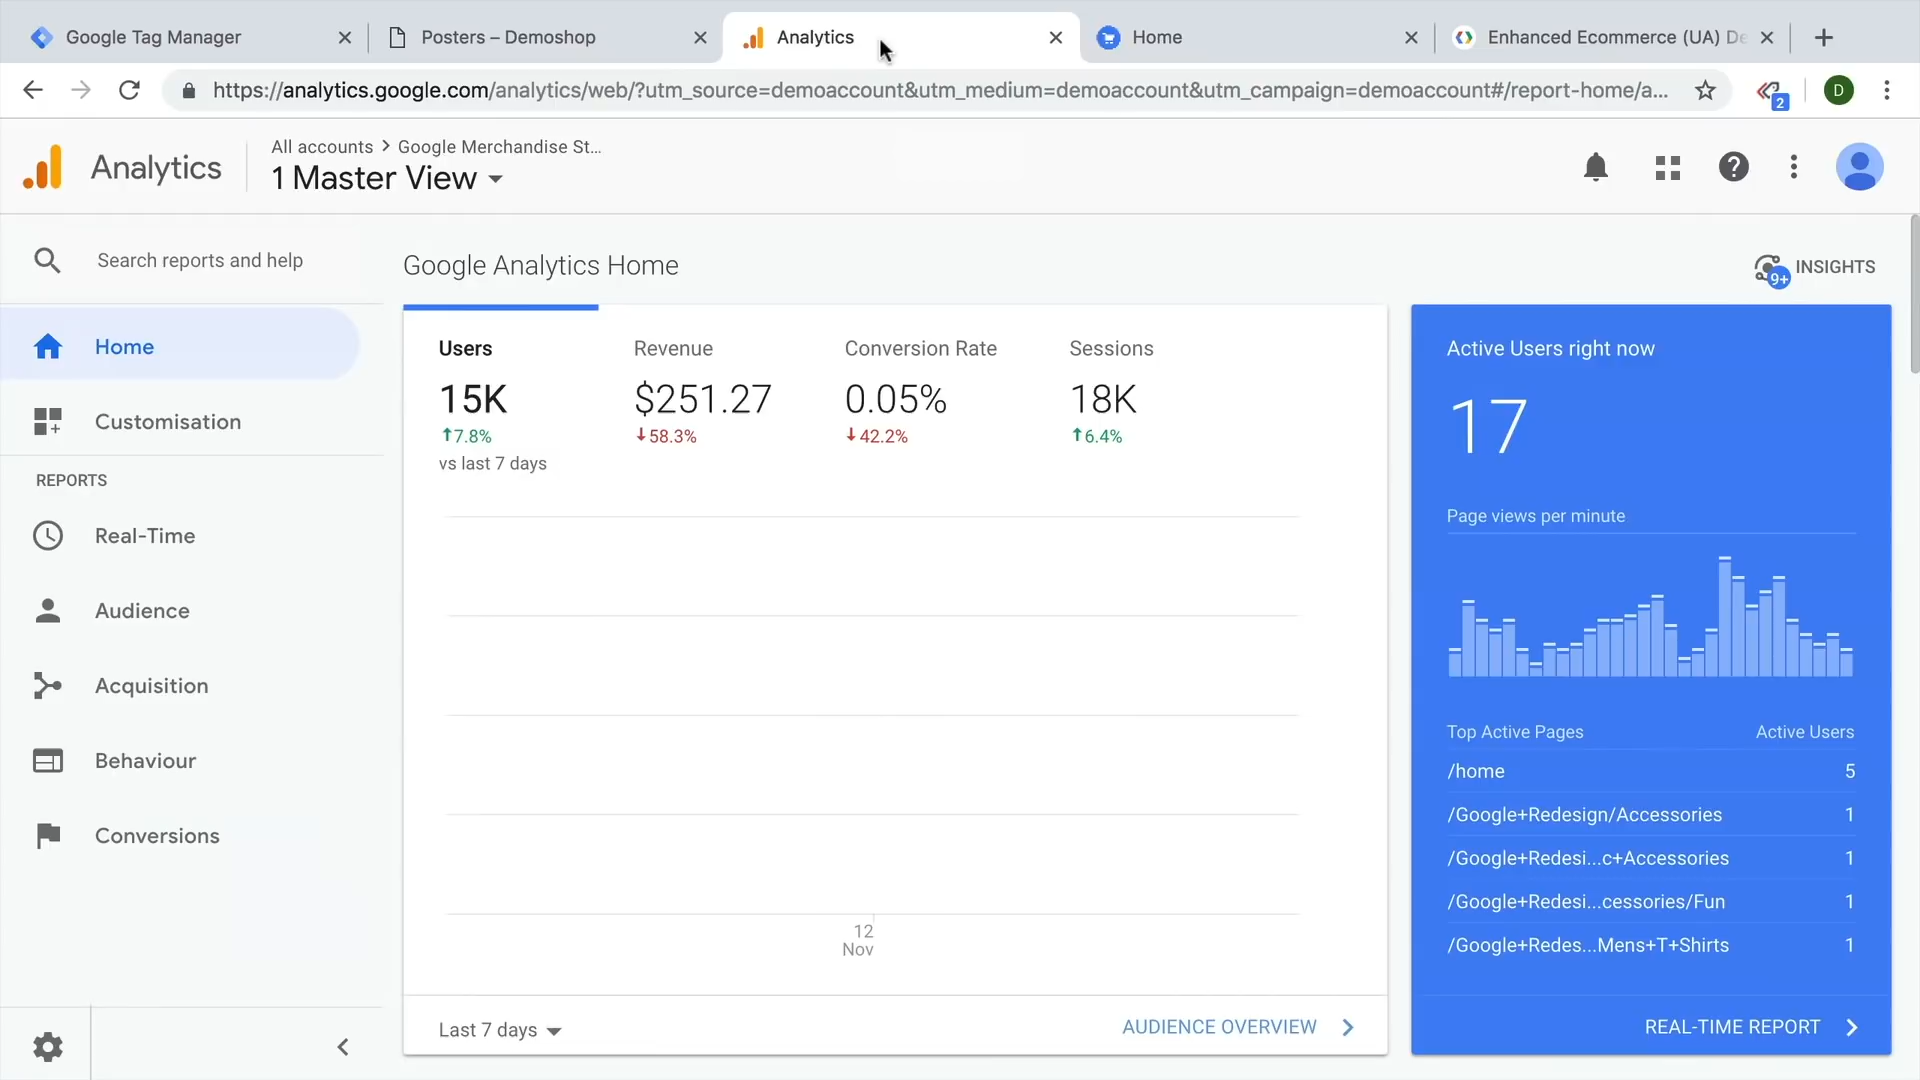 Google Tag Manager
Posters – Demoshop
Analytics
Home
Enhanced Ecommerce (UA) De
https://analytics.google.com/analytics/web/?utm_source=demoaccount&utm_medium=demoaccount&utm_campaign=demoaccount#/report-home/a...
2
D
Analytics
All accounts > Google Merchandise St...
1 Master View
Search reports and help
Google Analytics Home
9+
INSIGHTS
Home
Customisation
REPORTS
Real-Time
Audience
Acquisition
Behaviour
Conversions
Users
Revenue
Conversion Rate
Sessions
15K
$251.27
0.05%
18K
7.8%
58.3%
42.2%
6.4%
vs last 7 days
12
Nov
Last 7 days
AUDIENCE OVERVIEW
Active Users right now
17
Page views per minute
Top Active Pages
Active Users
/home
5
/Google+Redesign/Accessories
1
/Google+Redesi...c+Accessories
1
/Google+Redesi...cessories/Fun
1
/Google+Redes...Mens+T+Shirts
1
REAL-TIME REPORT